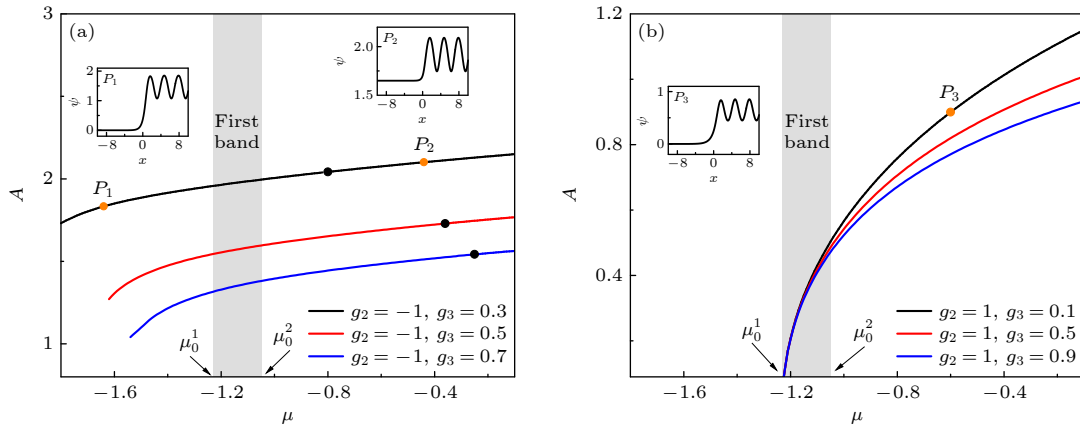 (a)
3
2
1
A
−1.6
−1.2
−0.8
−0.4
μ
P₁
ψ
2
1
0
−8
0
8
x
P₂
ψ
2.0
1.5
−8
0
8
x
First
band
P₁
P₂
μ₀¹
μ₀²
g₂ = −1, g₃ = 0.3
g₂ = −1, g₃ = 0.5
g₂ = −1, g₃ = 0.7
(b)
1.2
0.8
0.4
A
−1.6
−1.2
−0.8
−0.4
μ
P₃
ψ
1
0
−8
0
8
x
First
band
P₃
μ₀¹
μ₀²
g₂ = 1, g₃ = 0.1
g₂ = 1, g₃ = 0.5
g₂ = 1, g₃ = 0.9